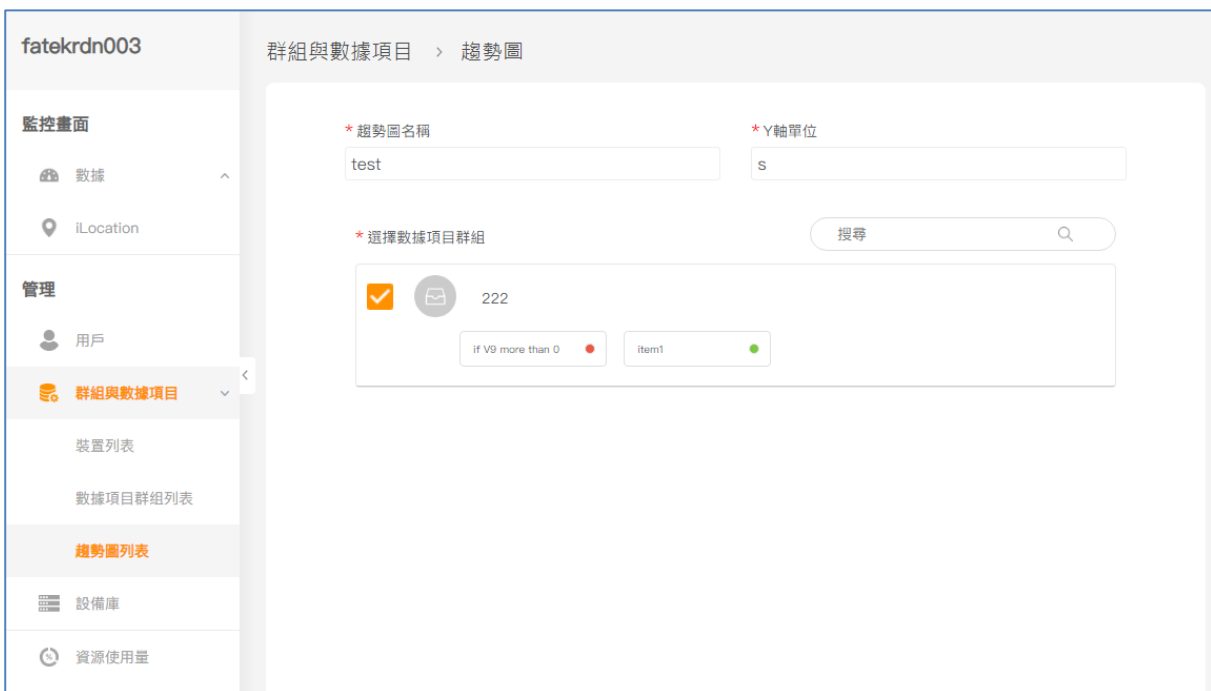 fatekrdn003
監控畫面
數據
iLocation
管理
用戶
群組與數據項目
裝置列表
數據項目群組列表
趨勢圖列表
設備庫
資源使用量
群組與數據項目 > 趨勢圖
* 趨勢圖名稱
test
* Y軸單位
s
* 選擇數據項目群組
搜尋
222
if V9 more than 0
item1